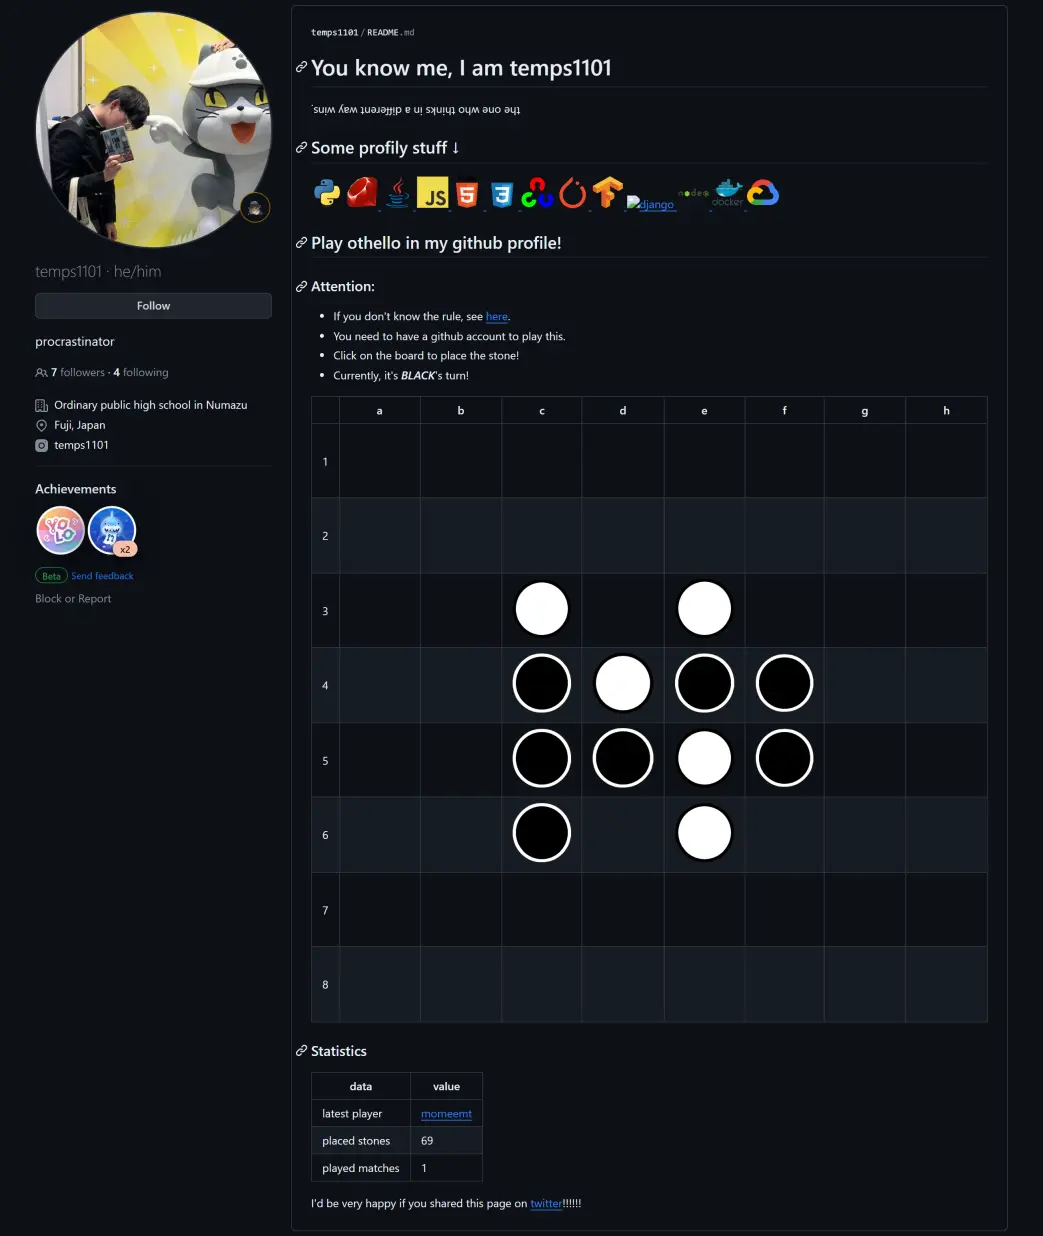 temps1101 · he/him
Follow
procrastinator
7 followers · 4 following
Ordinary public high school in Numazu
Fuji, Japan
temps1101
Achievements
YOLO
x2
Beta Send feedback
Block or Report
temps1101 / README.md
You know me, I am temps1101
the one who thinks in a different way wins.
Some profily stuff ↓
JS 5 3 django node docker
Play othello in my github profile!
Attention:
If you don't know the rule, see here.
You need to have a github account to play this.
Click on the board to place the stone!
Currently, it's BLACK's turn!
a b c d e f g h
1
2
3
4
5
6
7
8
Statistics
data value
latest player momeemt
placed stones 69
played matches 1
I'd be very happy if you shared this page on twitter!!!!!!